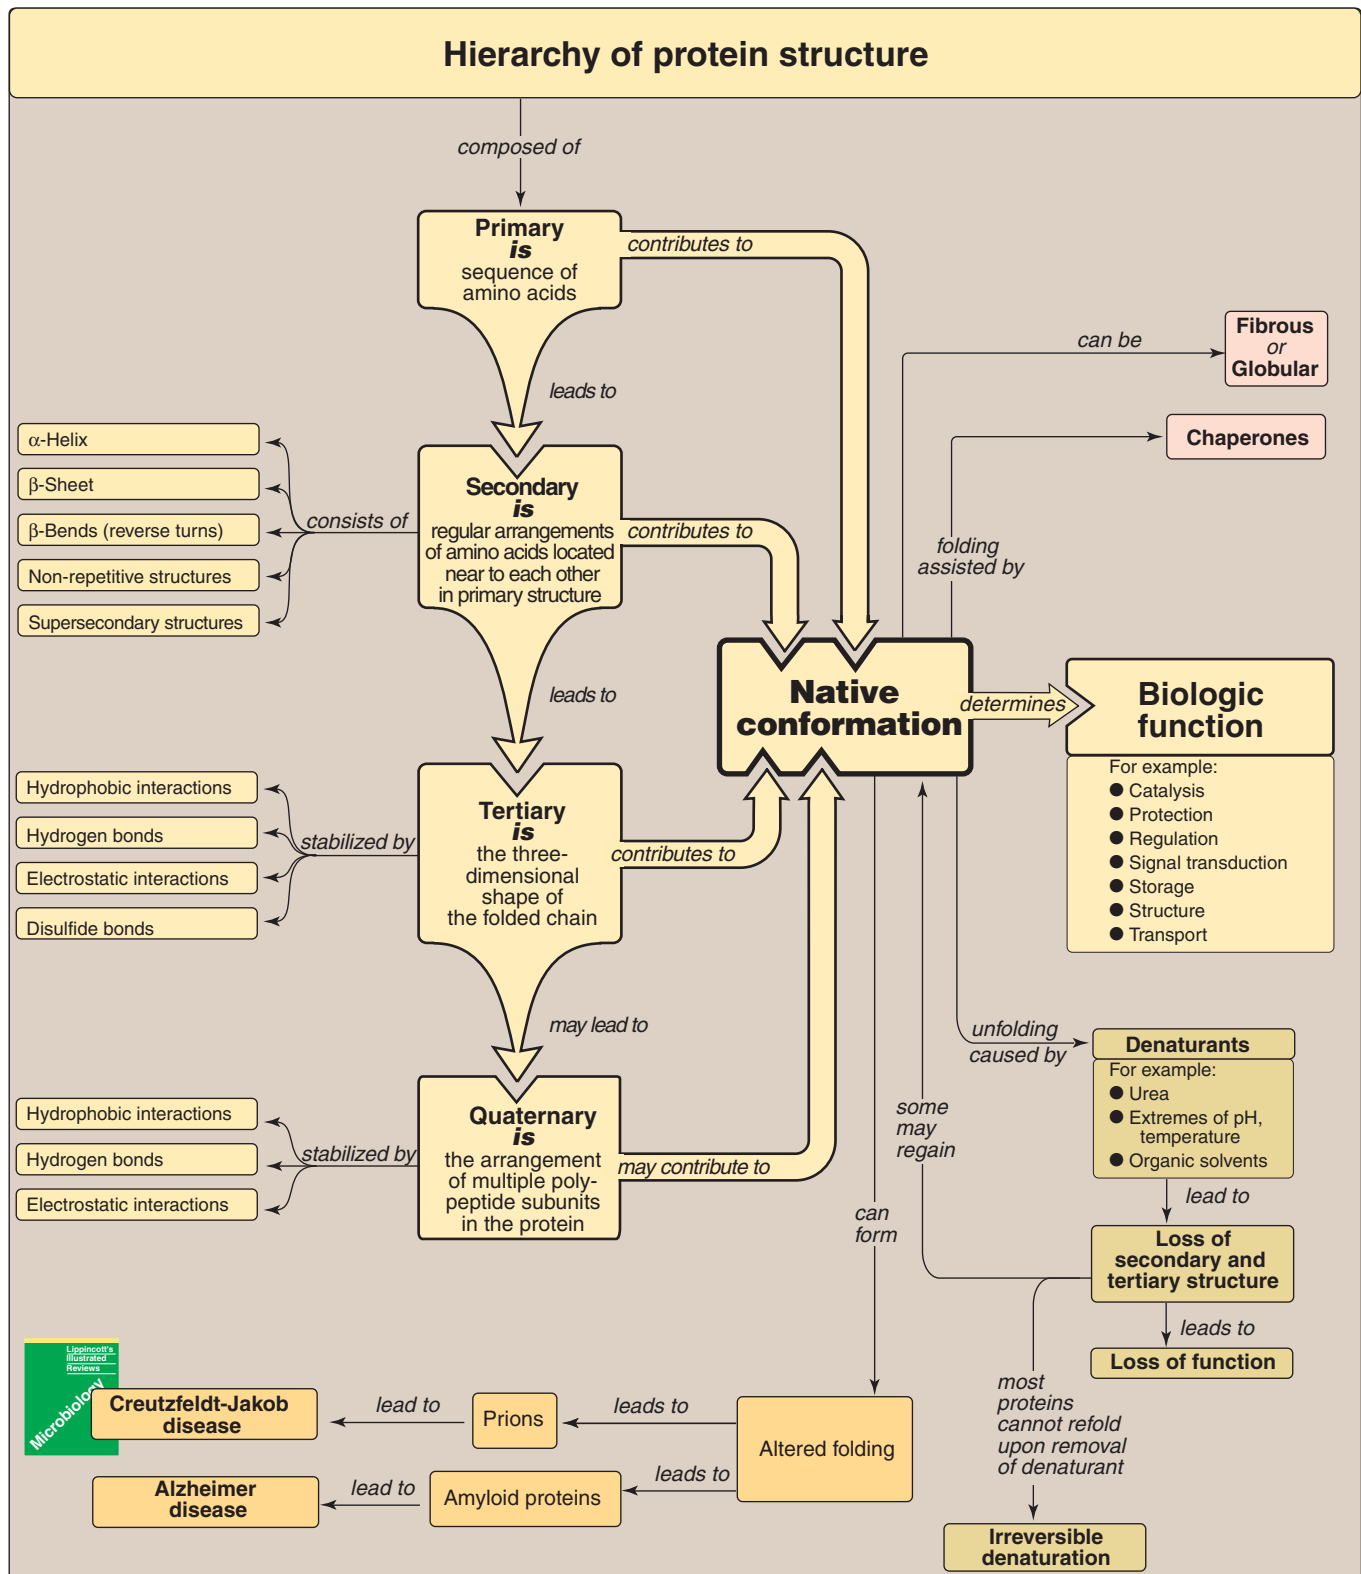 Hierarchy of protein structure
composed of
Primary
is
sequence of
amino acids
contributes to
leads to
can be
Fibrous
or
Globular
Chaperones
folding
assisted by
α-Helix
β-Sheet
β-Bends (reverse turns)
Non-repetitive structures
Supersecondary structures
consists of
Secondary
is
regular arrangements
of amino acids located
near to each other
in primary structure
contributes to
leads to
Native
conformation
determines
Biologic
function
For example:
● Catalysis
● Protection
● Regulation
● Signal transduction
● Storage
● Structure
● Transport
Hydrophobic interactions
Hydrogen bonds
Electrostatic interactions
Disulfide bonds
stabilized by
Tertiary
is
the three-
dimensional
shape of
the folded chain
contributes to
may lead to
Hydrophobic interactions
Hydrogen bonds
Electrostatic interactions
stabilized by
Quaternary
is
the arrangement
of multiple poly-
peptide subunits
in the protein
may contribute to
can
form
some
may
regain
unfolding
caused by
Denaturants
For example:
● Urea
● Extremes of pH,
temperature
● Organic solvents
lead to
Loss of
secondary and
tertiary structure
leads to
Loss of function
most
proteins
cannot refold
upon removal
of denaturant
Irreversible
denaturation
Altered folding
leads to
Prions
lead to
Creutzfeldt-Jakob
disease
leads to
Amyloid proteins
lead to
Alzheimer
disease
Lippincott's
Illustrated
Reviews
Microbiology